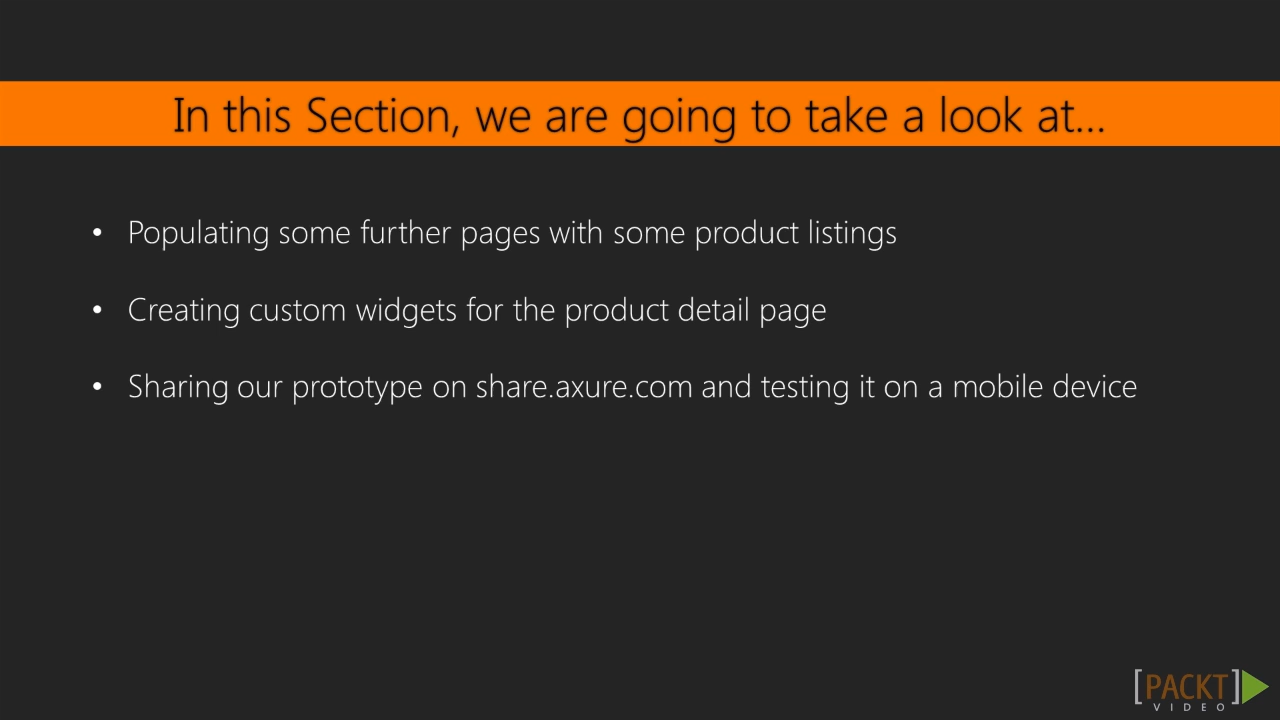 In this Section, we are going to take a look at...
• Populating some further pages with some product listings
• Creating custom widgets for the product detail page
• Sharing our prototype on share.axure.com and testing it on a mobile device
[PACKT]
VIDEO